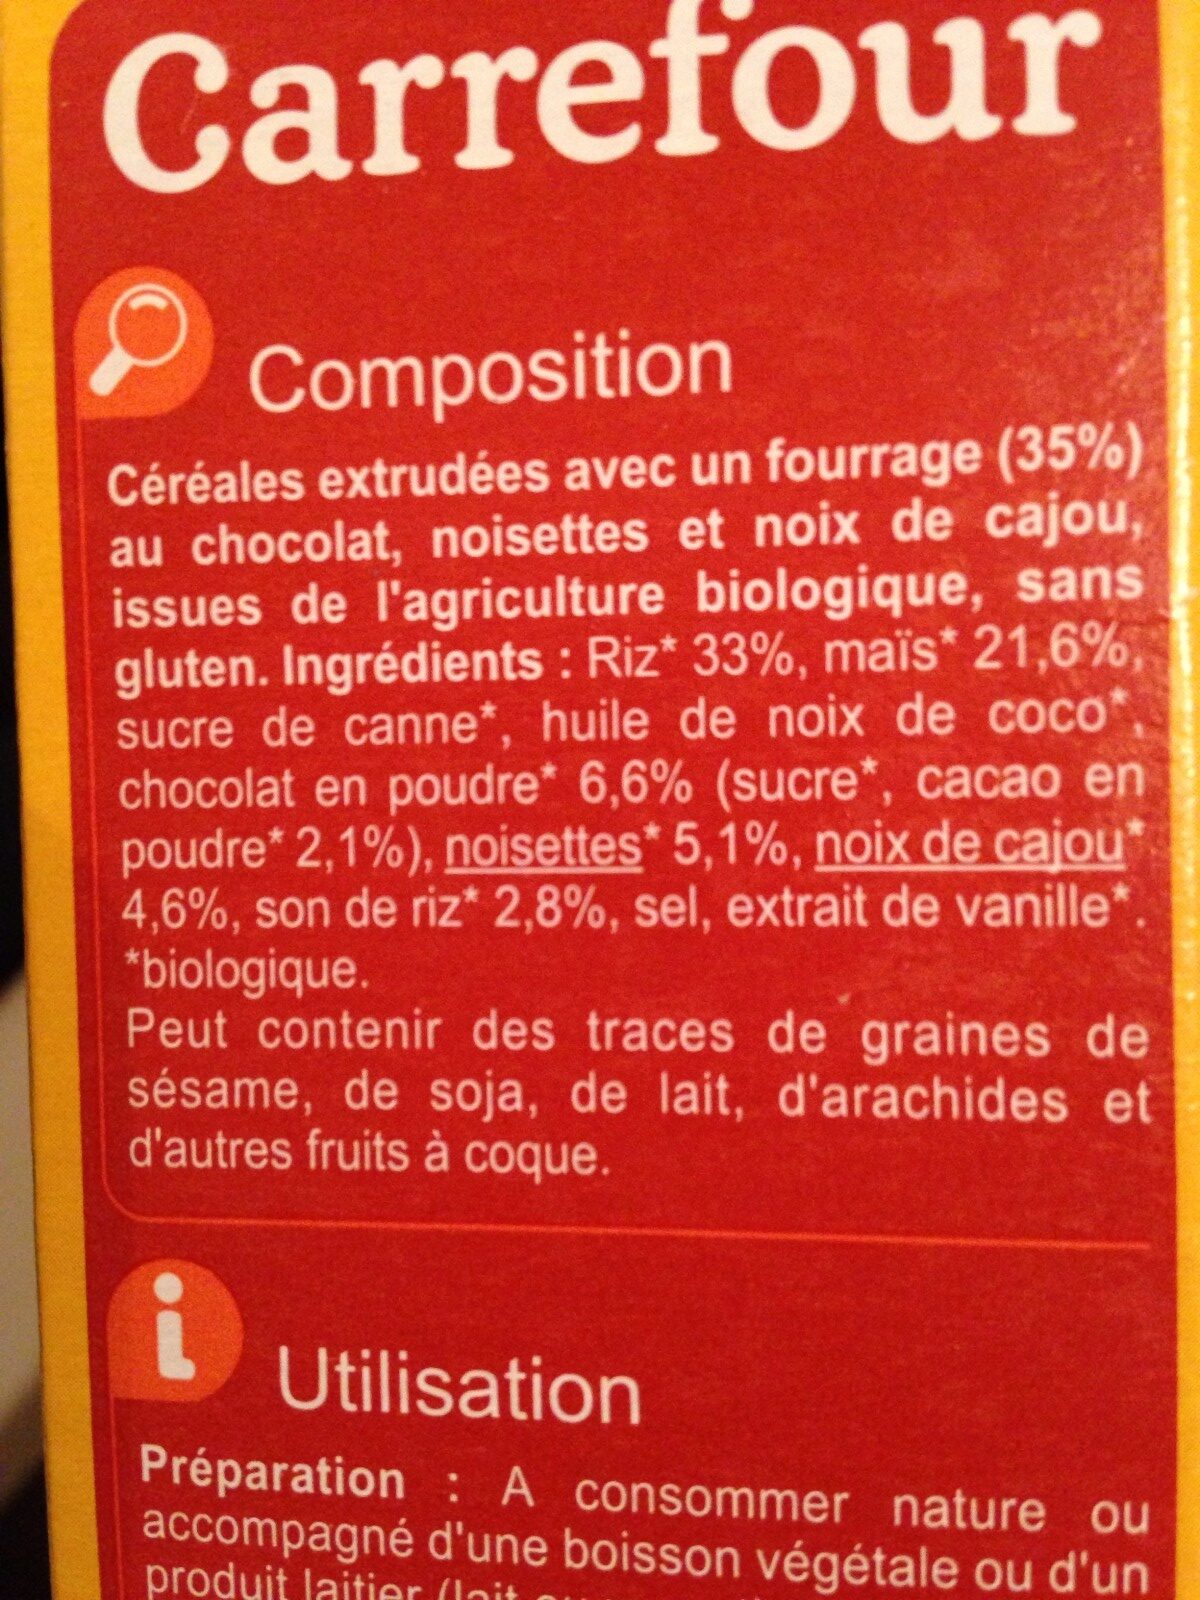 Carrefour
Composition
Céréales extrudées avec un fourrage (35%)
au chocolat, noisettes et noix de cajou,
issues de l'agriculture biologique, sans
gluten. Ingrédients : Riz* 33%, maïs* 21,6%,
sucre de canne*, huile de noix de coco*,
chocolat en poudre* 6,6% (sucre*, cacao en
poudre* 2,1%), noisettes* 5,1%, noix de cajou*
4,6%, son de riz* 2,8%, sel, extrait de vanille*.
*biologique.
Peut contenir des traces de graines de
sésame, de soja, de lait, d'arachides et
d'autres fruits à coque.
i
Utilisation
Préparation : A consommer nature ou
accompagné d'une boisson végétale ou d'un
produit laitier (lait ou